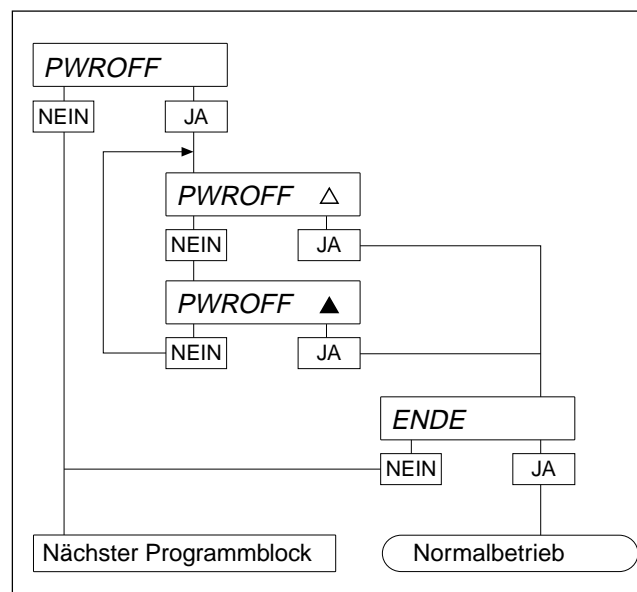 PWROFF
NEIN JA
PWROFF △
NEIN JA
PWROFF ▲
NEIN JA
ENDE
NEIN JA
Nächster Programmblock Normalbetrieb